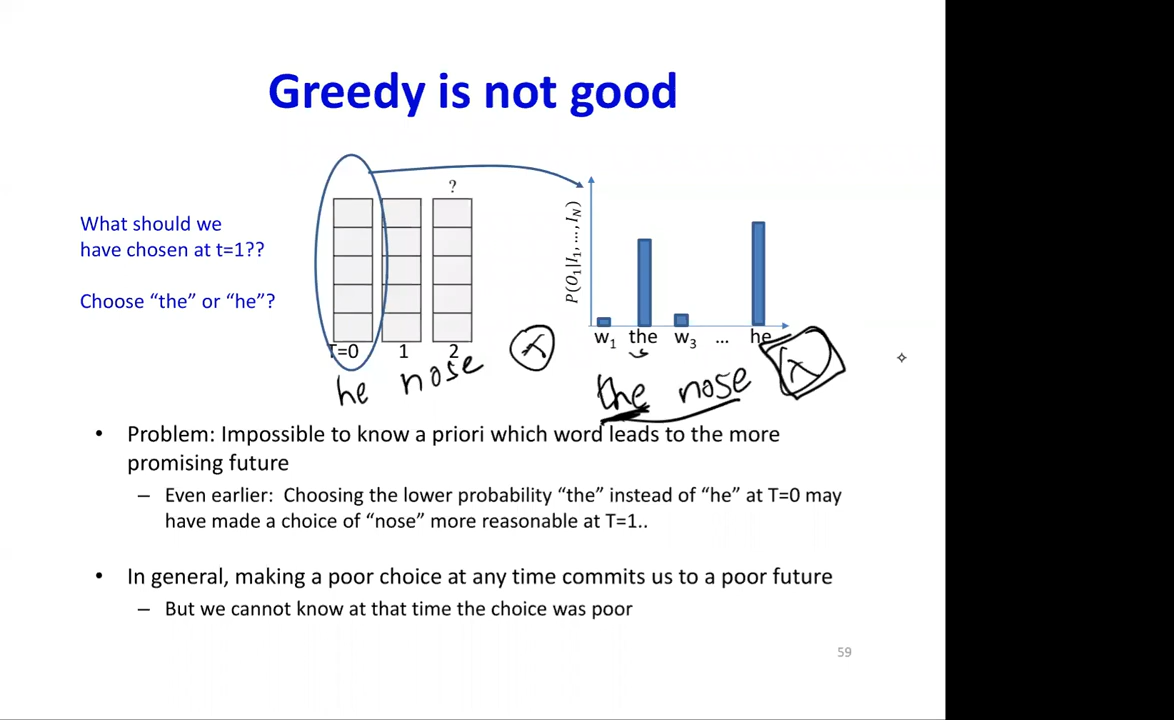 Greedy is not good
What should we
have chosen at t=1??
Choose “the” or “he”?
?
T=0 1 2
P(O₁|I₁,…,I_N)
w₁ the w₃ … he
he nose
the nose
• Problem: Impossible to know a priori which word leads to the more
promising future
– Even earlier: Choosing the lower probability “the” instead of “he” at T=0 may
have made a choice of “nose” more reasonable at T=1..
• In general, making a poor choice at any time commits us to a poor future
– But we cannot know at that time the choice was poor
59